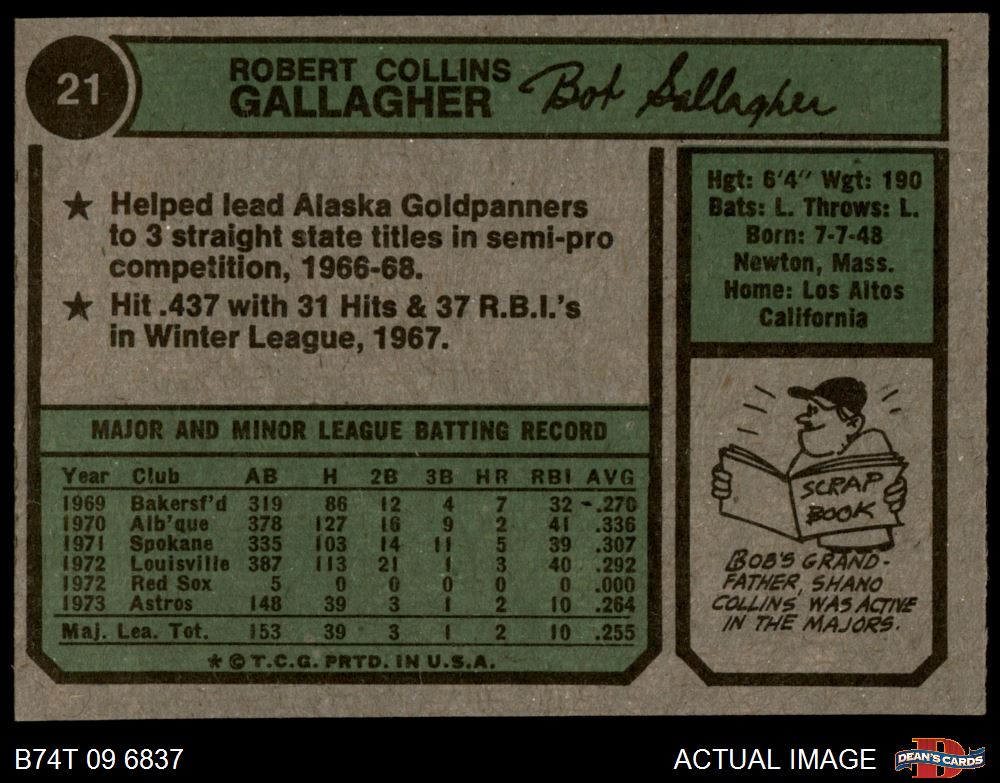 21
ROBERT COLLINS
GALLAGHER
Bob Gallagher
★ Helped lead Alaska Goldpanners
to 3 straight state titles in semi-pro
competition, 1966-68.
★ Hit .437 with 31 Hits & 37 R.B.I.'s
in Winter League, 1967.
Hgt: 6'4" Wgt: 190
Bats: L. Throws: L.
Born: 7-7-48
Newton, Mass.
Home: Los Altos
California
MAJOR AND MINOR LEAGUE BATTING RECORD
Year Club AB H 2B 3B HR RBI AVG
1969 Bakersf'd 319 86 12 4 7 32 .270
1970 Alb'que 378 127 16 9 2 41 .336
1971 Spokane 335 103 14 11 5 39 .307
1972 Louisville 387 113 21 1 3 40 .292
1972 Red Sox 5 0 0 0 0 0 .000
1973 Astros 148 39 3 1 2 10 .264
Maj. Lea. Tot. 153 39 3 1 2 10 .255
* © T.C.G. PRTD. IN U.S.A.
SCRAP
BOOK
BOB'S GRAND-
FATHER, SHANO
COLLINS, WAS ACTIVE
IN THE MAJORS.
B74T 09 6837
ACTUAL IMAGE
D
DEAN'S CARDS